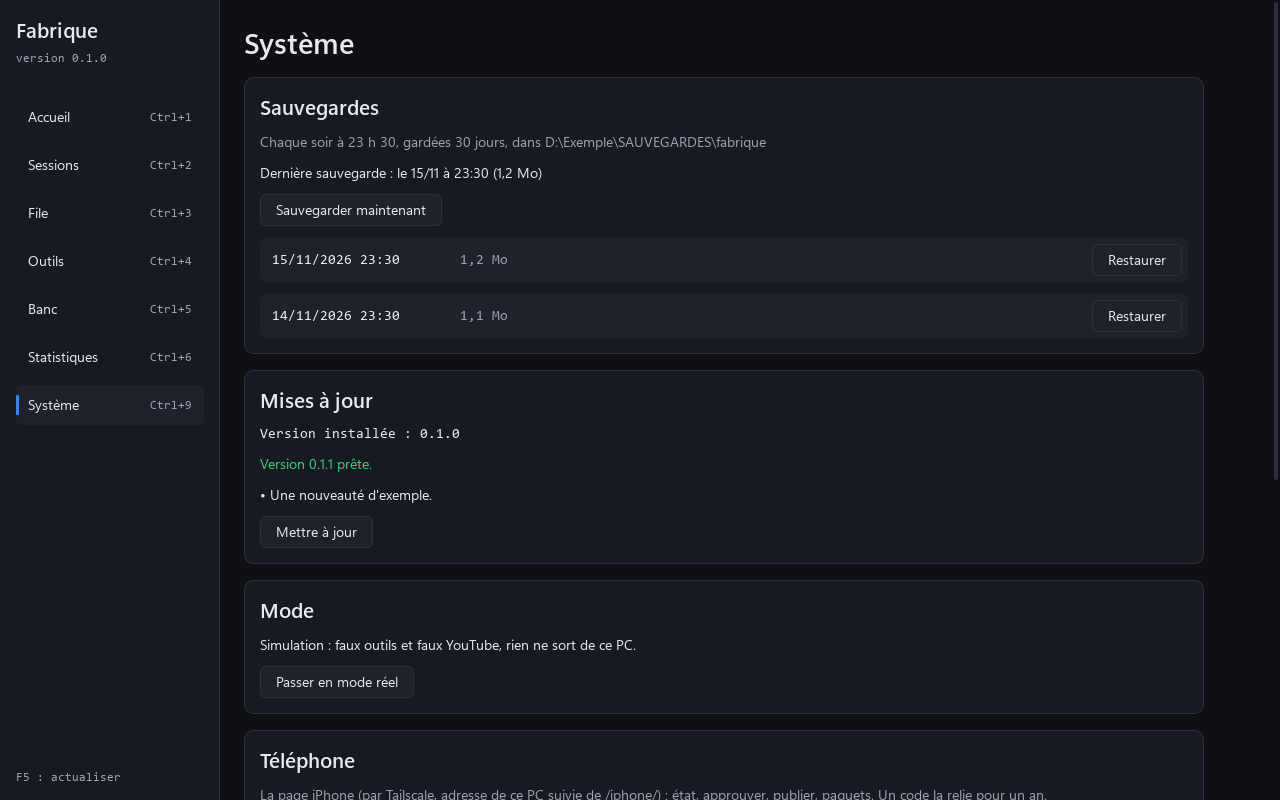 Fabrique
version 0.1.0
Accueil Ctrl+1
Sessions Ctrl+2
File Ctrl+3
Outils Ctrl+4
Banc Ctrl+5
Statistiques Ctrl+6
Système Ctrl+9
F5 : actualiser
Système
Sauvegardes
Chaque soir à 23 h 30, gardées 30 jours, dans D:\Exemple\SAUVEGARDES\fabrique
Dernière sauvegarde : le 15/11 à 23:30 (1,2 Mo)
Sauvegarder maintenant
15/11/2026 23:30 1,2 Mo Restaurer
14/11/2026 23:30 1,1 Mo Restaurer
Mises à jour
Version installée : 0.1.0
Version 0.1.1 prête.
• Une nouveauté d'exemple.
Mettre à jour
Mode
Simulation : faux outils et faux YouTube, rien ne sort de ce PC.
Passer en mode réel
Téléphone
La page iPhone (par Tailscale, adresse de ce PC suivie de /iphone/) : état, approuver, publier, paquets. Un code la relie pour un an.